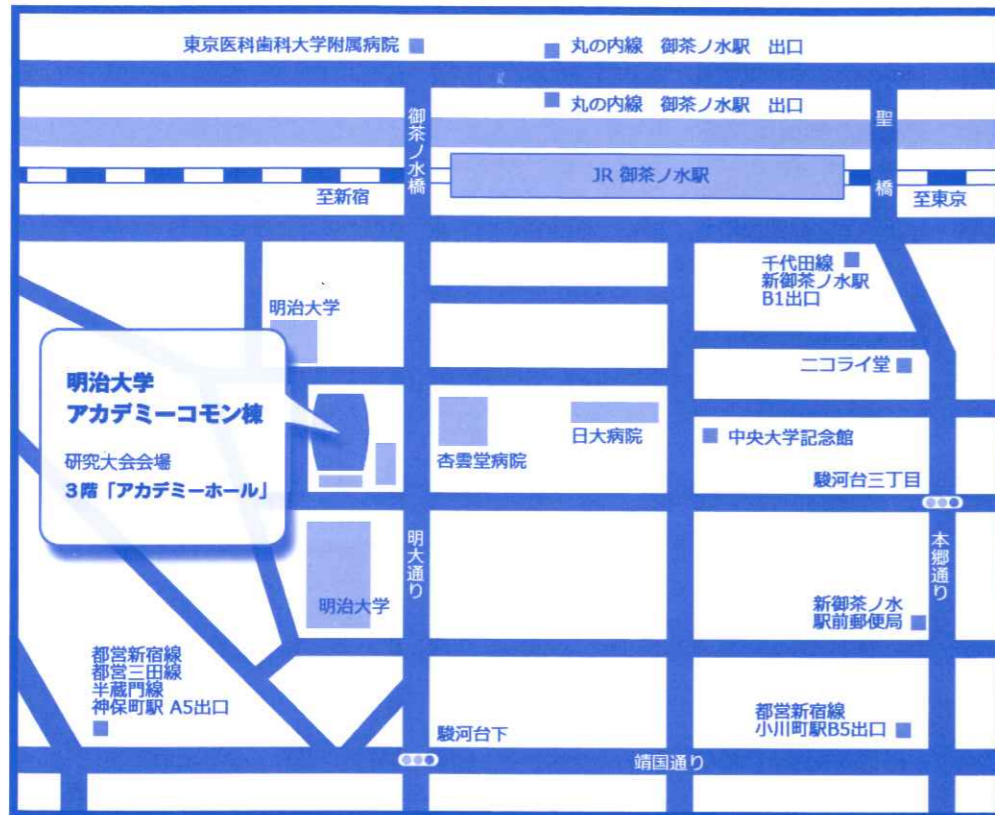 東京医科歯科大学附属病院
丸の内線 御茶ノ水駅 出口
丸の内線 御茶ノ水駅 出口
御茶ノ水橋
聖橋
JR 御茶ノ水駅
至新宿
至東京
千代田線
新御茶ノ水駅
B1出口
明治大学
ニコライ堂
明治大学
アカデミーコモン棟
研究大会会場
3階「アカデミーホール」
杏雲堂病院
日大病院
中央大学記念館
駿河台三丁目
明大通り
本郷通り
明治大学
新御茶ノ水
駅前郵便局
都営新宿線
都営三田線
半蔵門線
神保町駅 A5出口
駿河台下
都営新宿線
小川町駅B5出口
靖国通り